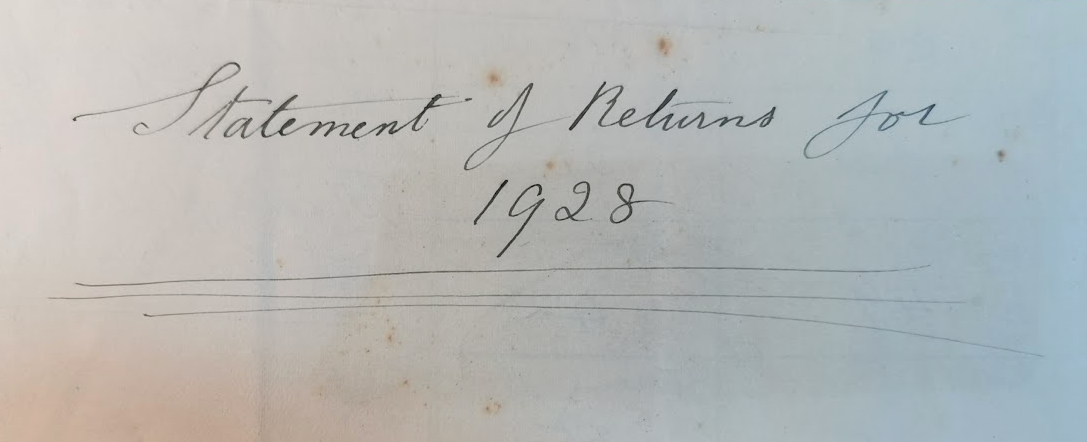 Statement of Returns for
1928